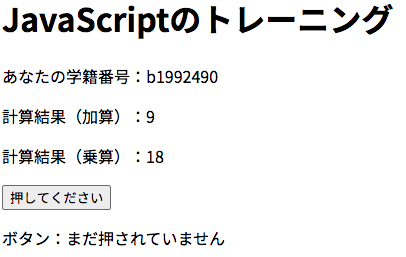 JavaScriptのトレーニング
あなたの学籍番号：b1992490
計算結果（加算）：9
計算結果（乗算）：18
押してください
ボタン：まだ押されていません